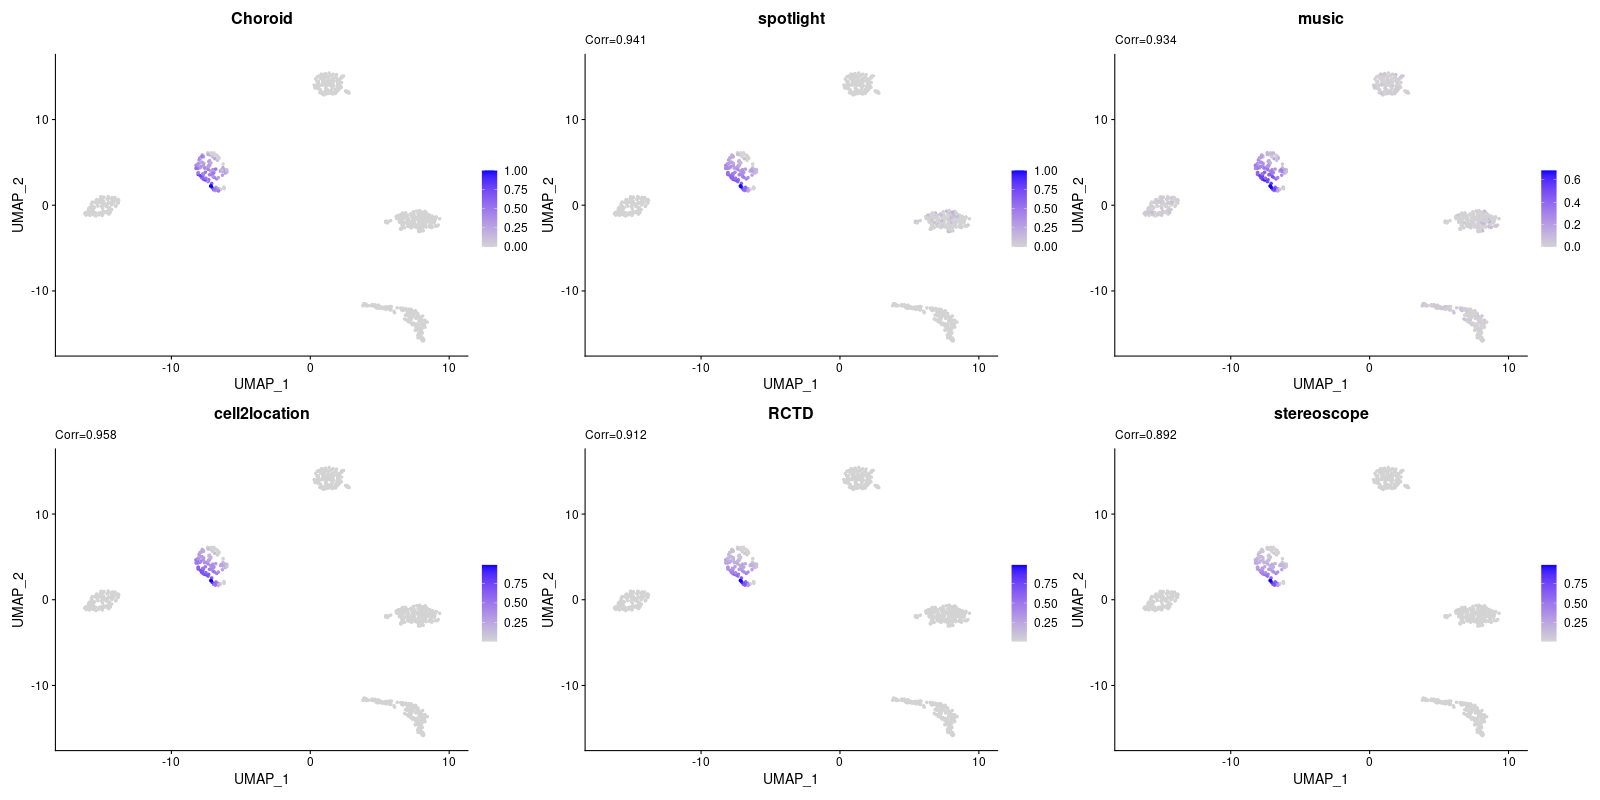 Choroid
UMAP_2
10
0
-10
-10
0
10
UMAP_1
1.00
0.75
0.50
0.25
0.00
spotlight
Corr=0.941
UMAP_2
10
0
-10
-10
0
10
UMAP_1
1.00
0.75
0.50
0.25
0.00
music
Corr=0.934
UMAP_2
10
0
-10
-10
0
10
UMAP_1
0.6
0.4
0.2
0.0
cell2location
Corr=0.958
UMAP_2
10
0
-10
-10
0
10
UMAP_1
0.75
0.50
0.25
RCTD
Corr=0.912
UMAP_2
10
0
-10
-10
0
10
UMAP_1
0.75
0.50
0.25
stereoscope
Corr=0.892
UMAP_2
10
0
-10
-10
0
10
UMAP_1
0.75
0.50
0.25